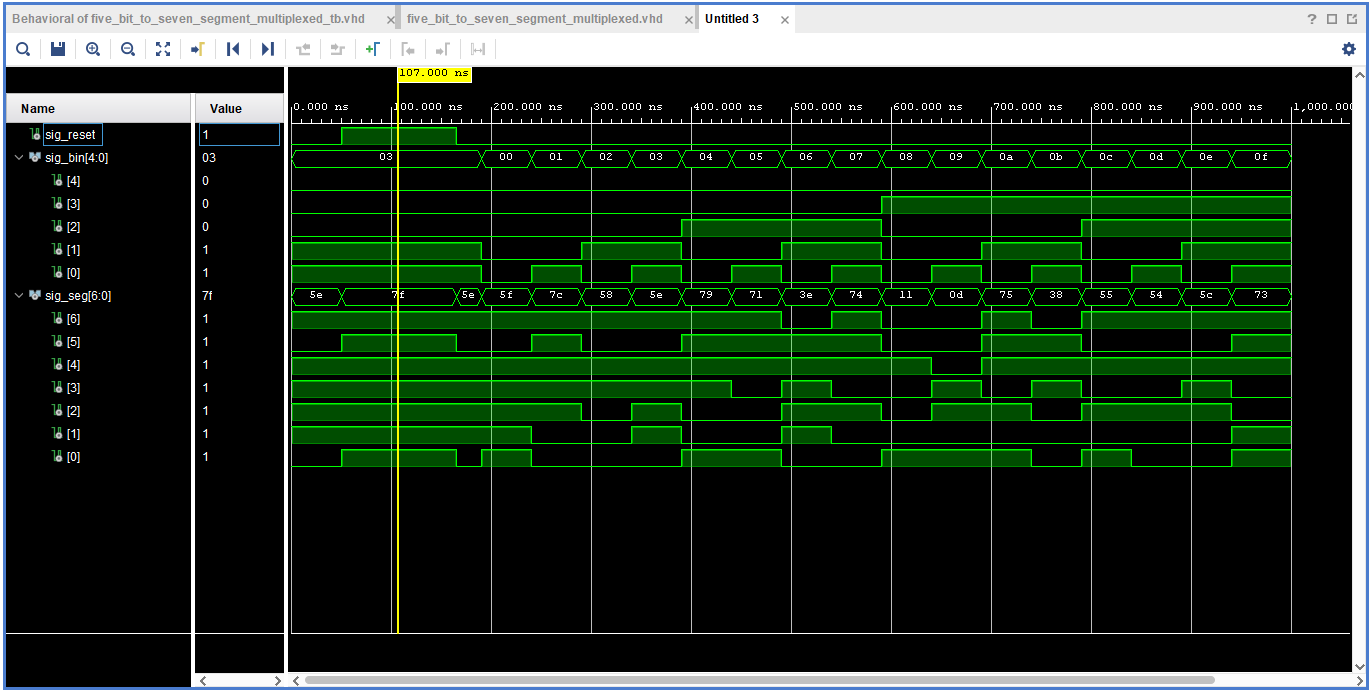 Behavioral of five_bit_to_seven_segment_multiplexed_tb.vhd × five_bit_to_seven_segment_multiplexed.vhd × Untitled 3 × ?
107.000 ns
Name Value 0.000 ns 100.000 ns 200.000 ns 300.000 ns 400.000 ns 500.000 ns 600.000 ns 700.000 ns 800.000 ns 900.000 ns 1,000.000
sig_reset 1
sig_bin[4:0] 03 03 00 01 02 03 04 05 06 07 08 09 0a 0b 0c 0d 0e 0f
[4] 0
[3] 0
[2] 0
[1] 1
[0] 1
sig_seg[6:0] 7f 5e 7f 5e 5f 7c 58 5e 79 71 3e 74 11 0d 75 38 55 54 5c 73
[6] 1
[5] 1
[4] 1
[3] 1
[2] 1
[1] 1
[0] 1